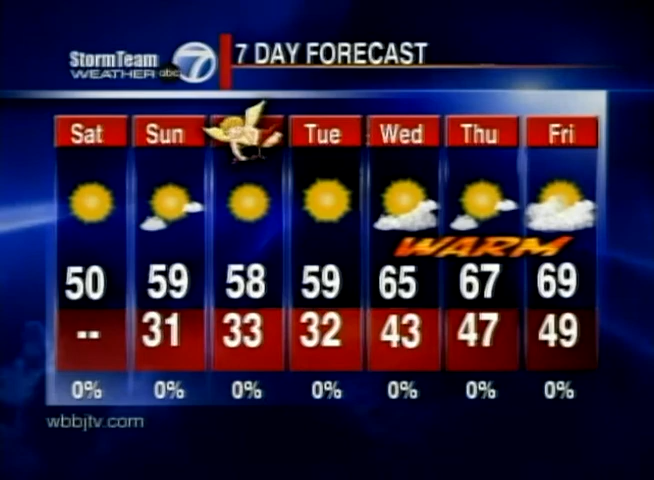 StormTeam
WEATHER abc 7
7 DAY FORECAST
Sat Sun Tue Wed Thu Fri
WARM
50 59 58 59 65 67 69
-- 31 33 32 43 47 49
0% 0% 0% 0% 0% 0% 0%
wbbjtv.com